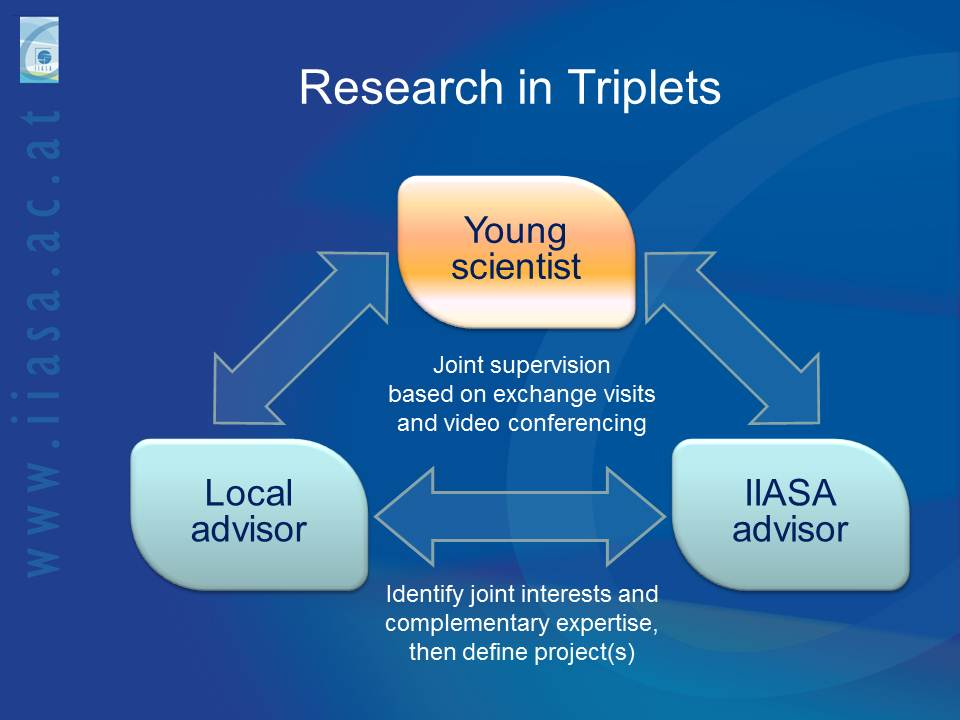 IIASA
www.iiasa.ac.at
Research in Triplets
Young
scientist
Joint supervision
based on exchange visits
and video conferencing
Local
advisor
IIASA
advisor
Identify joint interests and
complementary expertise,
then define project(s)